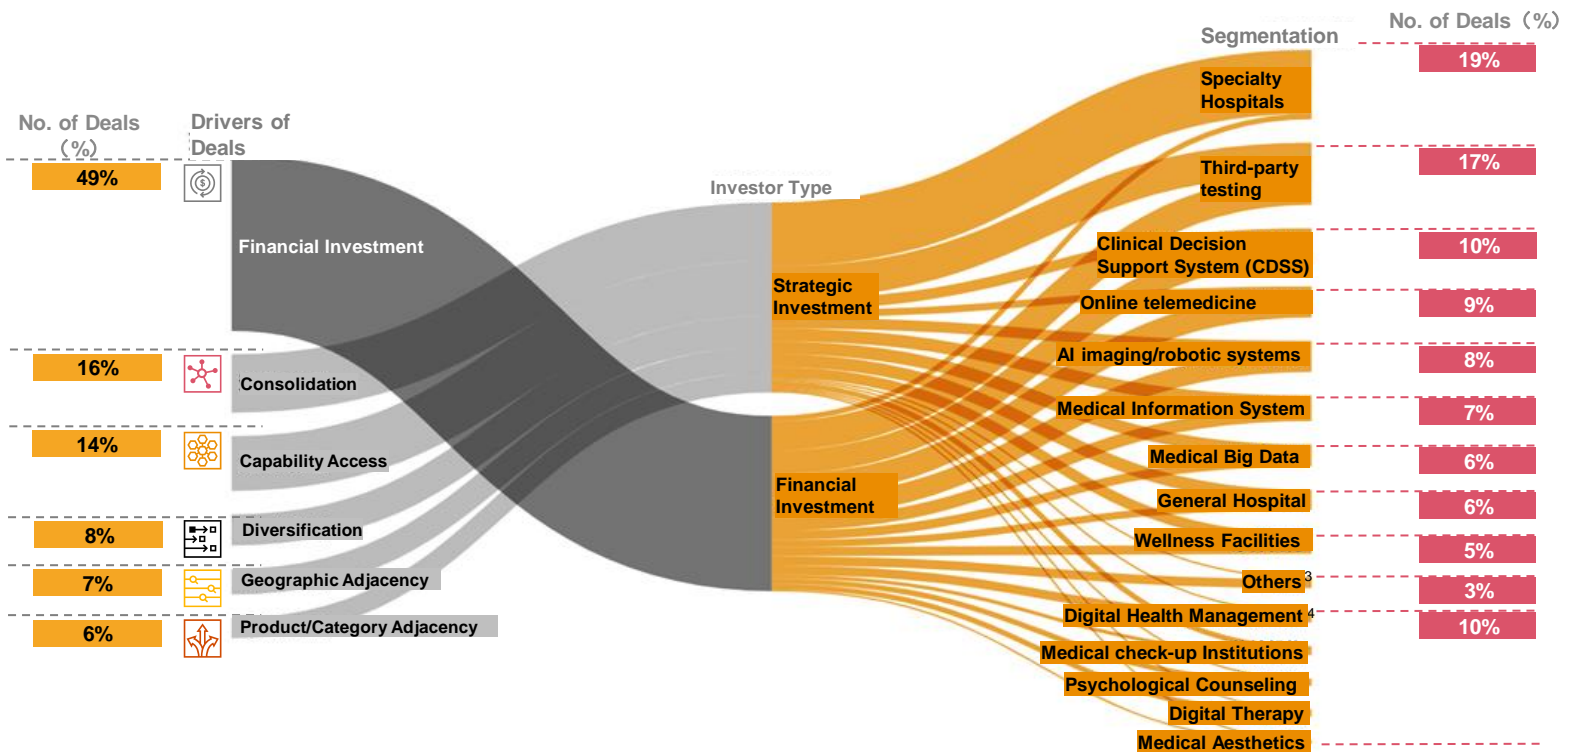 No. of Deals
（%）
Drivers of
Deals
49%
Financial Investment
16%
Consolidation
14%
Capability Access
8%
Diversification
7%
Geographic Adjacency
6%
Product/Category Adjacency
Investor Type
Strategic
Investment
Financial
Investment
Segmentation
No. of Deals（%）
Specialty
Hospitals
19%
Third-party
testing
17%
Clinical Decision
Support System (CDSS)
10%
Online telemedicine
9%
AI imaging/robotic systems
8%
Medical Information System
7%
Medical Big Data
6%
General Hospital
6%
Wellness Facilities
5%
Others3
3%
Digital Health Management4
10%
Medical check-up Institutions
Psychological Counseling
Digital Therapy
Medical Aesthetics